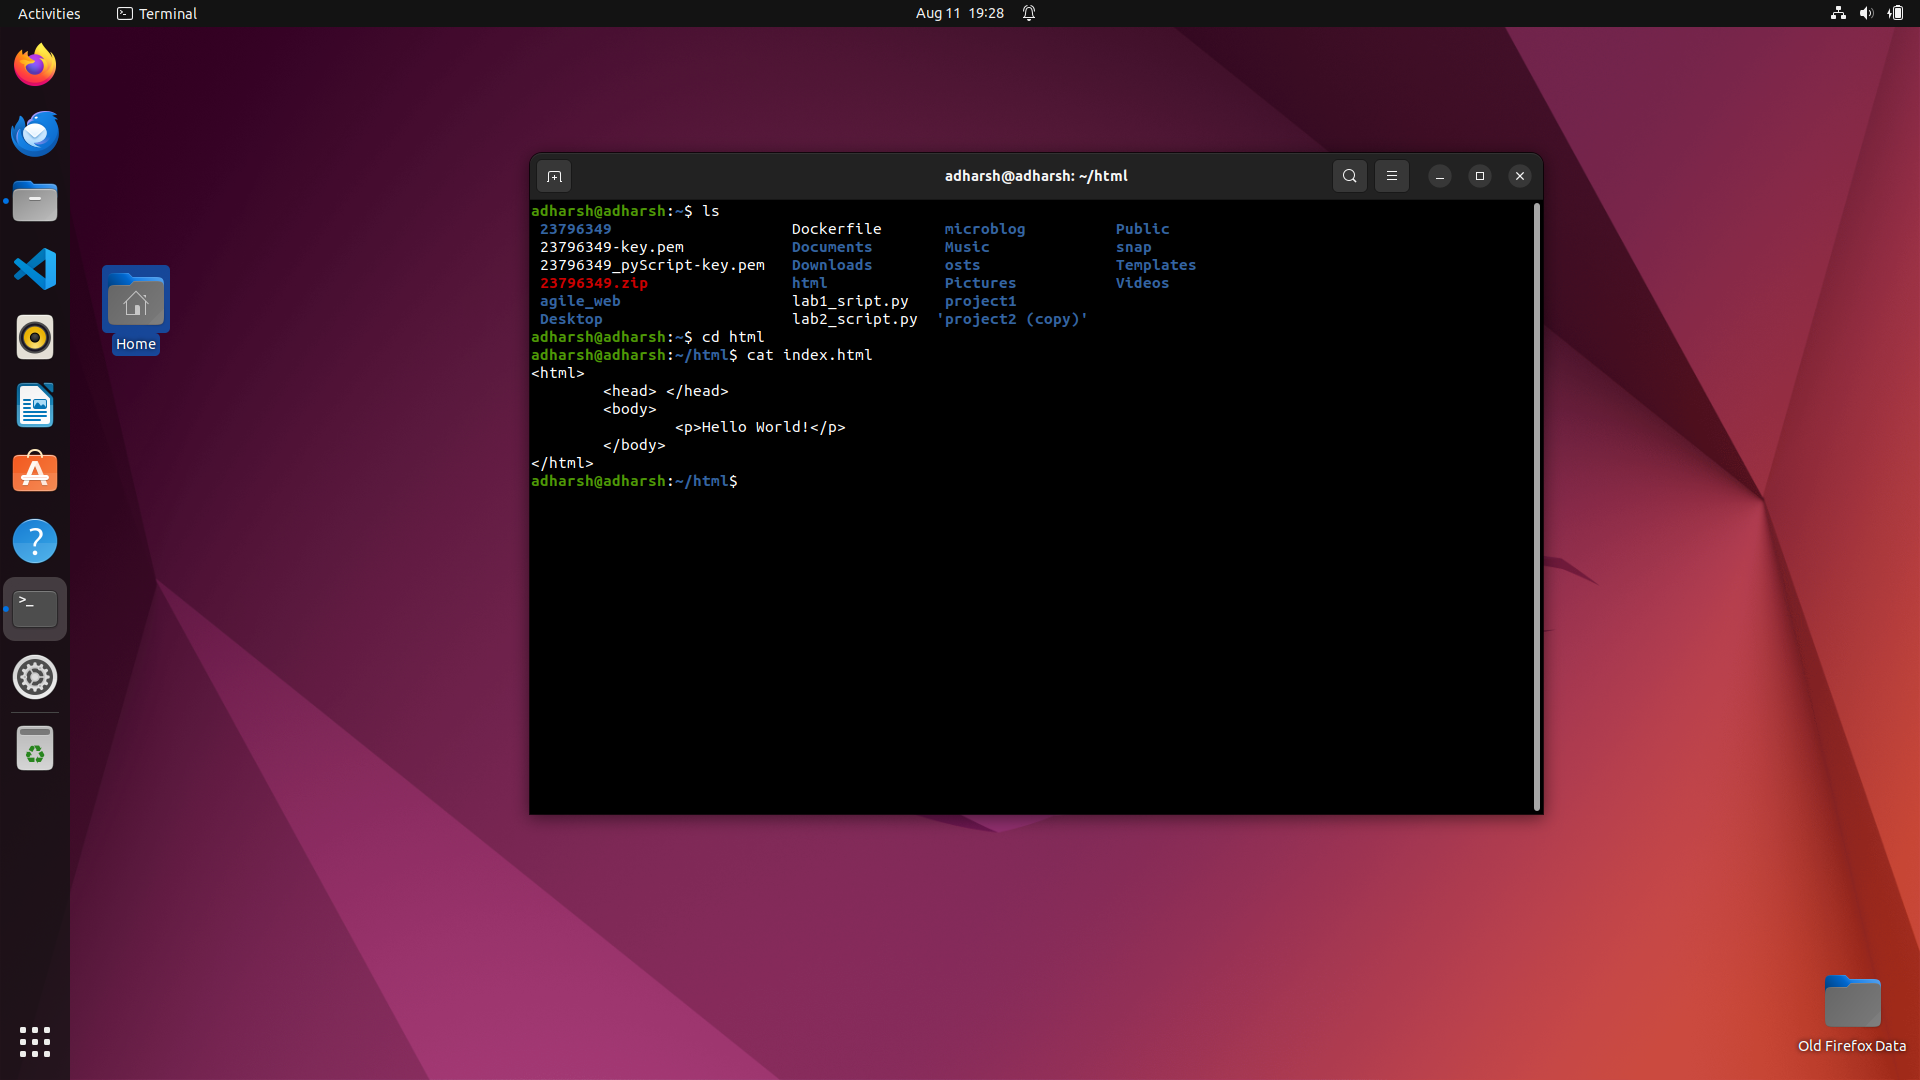 Activities Terminal Aug 11 19:28
adharsh@adharsh: ~/html
adharsh@adharsh:~$ ls
23796349 Dockerfile microblog Public
23796349-key.pem Documents Music snap
23796349_pyScript-key.pem Downloads osts Templates
23796349.zip html Pictures Videos
agile_web lab1_sript.py project1
Desktop lab2_script.py 'project2 (copy)'
adharsh@adharsh:~$ cd html
adharsh@adharsh:~/html$ cat index.html
<html>
<head> </head>
<body>
<p>Hello World!</p>
</body>
</html>
adharsh@adharsh:~/html$
Home
Old Firefox Data